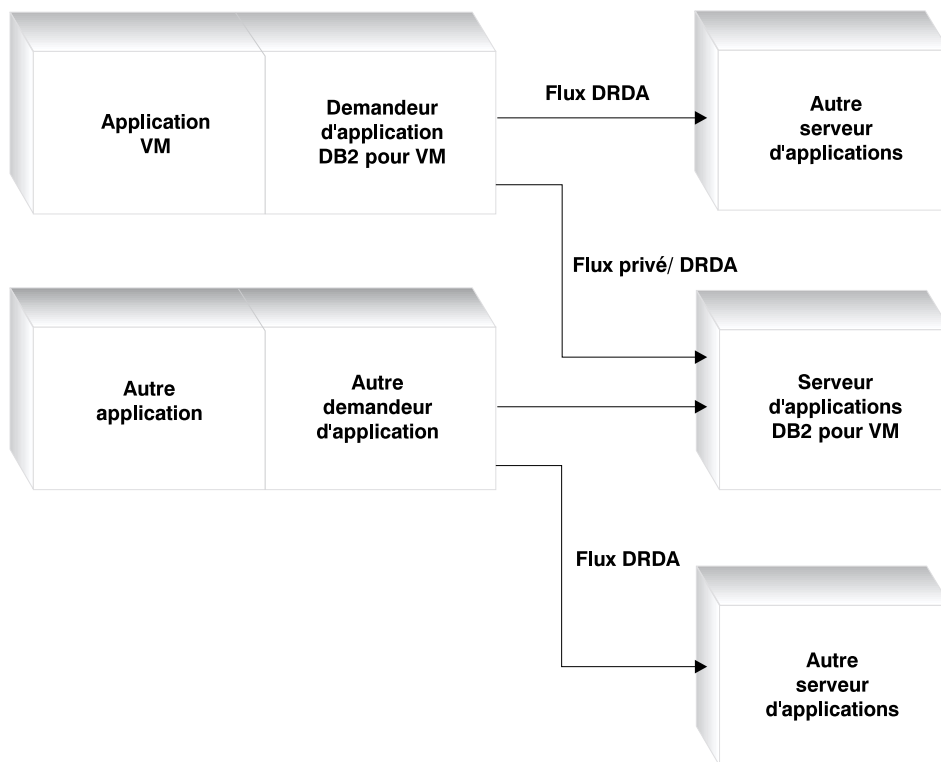 Application
VM
Demandeur
d'application
DB2 pour VM
Flux DRDA
Autre
serveur
d'applications
Flux privé/ DRDA
Autre
application
Autre
demandeur
d'application
Serveur
d'applications
DB2 pour VM
Flux DRDA
Autre
serveur
d'applications